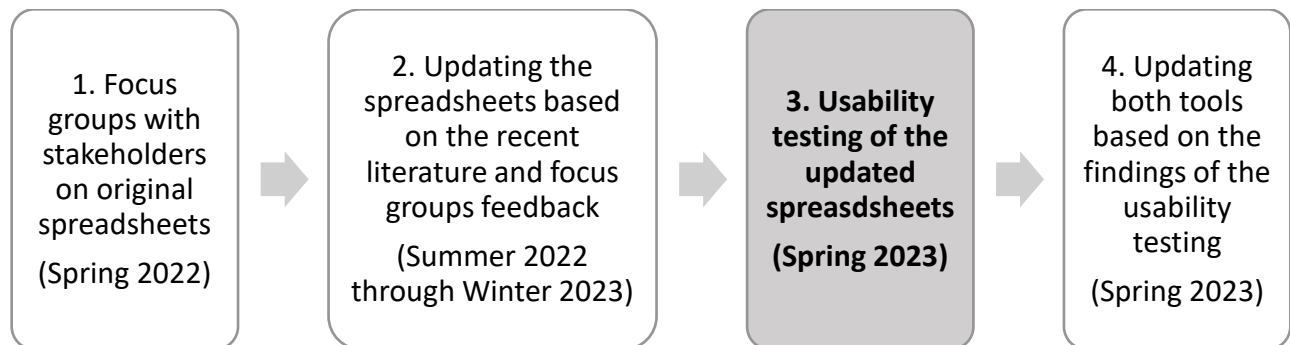 1. Focus
groups with
stakeholders
on original
spreadsheets
(Spring 2022)
2. Updating the
spreadsheets based
on the recent
literature and focus
groups feedback
(Summer 2022
through Winter 2023)
3. Usability
testing of the
updated
spreasdsheets
(Spring 2023)
4. Updating
both tools
based on the
findings of the
usability
testing
(Spring 2023)